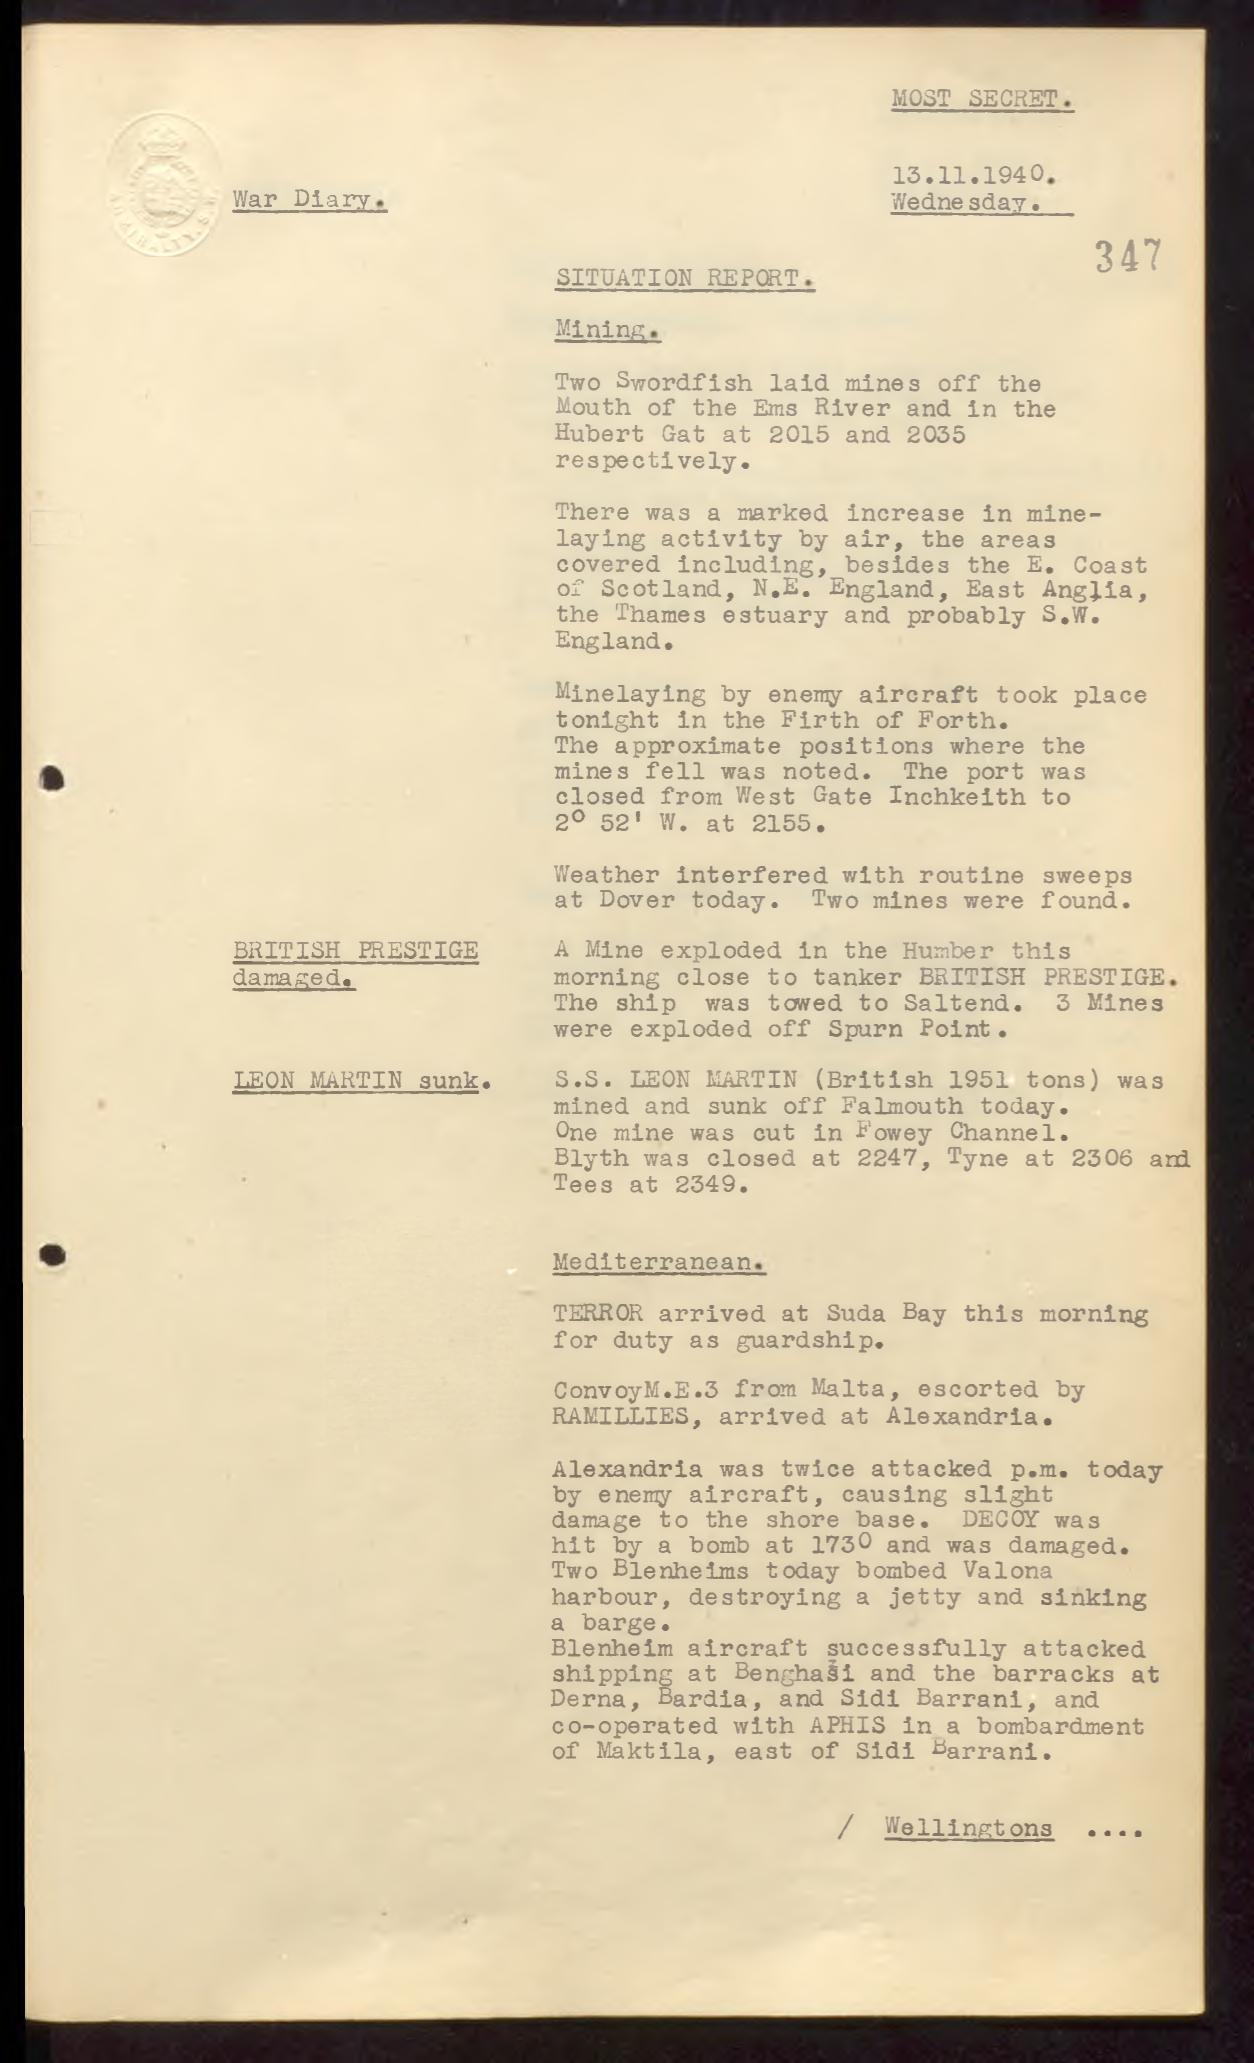 MOST SECRET.
13.11.1940.
War Diary.
Wednesday.
347
SITUATION REPORT.
Mining.
Two Swordfish laid mines off the
Mouth of the Ems River and in the
Hubert Gat at 2015 and 2035
respectively.
There was a marked increase in mine-
laying activity by air, the areas
covered including, besides the E. Coast
of Scotland, N.E. England, East Anglia,
the Thames estuary and probably S.W.
England.
Minelaying by enemy aircraft took place
tonight in the Firth of Forth.
The approximate positions where the
mines fell was noted. The port was
closed from West Gate Inchkeith to
2° 52' W. at 2155.
Weather interfered with routine sweeps
at Dover today. Two mines were found.
BRITISH PRESTIGE
damaged.
A Mine exploded in the Humber this
morning close to tanker BRITISH PRESTIGE.
The ship was towed to Saltend. 3 Mines
were exploded off Spurn Point.
LEON MARTIN sunk.
S.S. LEON MARTIN (British 1951 tons) was
mined and sunk off Falmouth today.
One mine was cut in Fowey Channel.
Blyth was closed at 2247, Tyne at 2306 and
Tees at 2349.
Mediterranean.
TERROR arrived at Suda Bay this morning
for duty as guardship.
ConvoyM.E.3 from Malta, escorted by
RAMILLIES, arrived at Alexandria.
Alexandria was twice attacked p.m. today
by enemy aircraft, causing slight
damage to the shore base. DECOY was
hit by a bomb at 1730 and was damaged.
Two Blenheims today bombed Valona
harbour, destroying a jetty and sinking
a barge.
Blenheim aircraft successfully attacked
shipping at Benghazi and the barracks at
Derna, Bardia, and Sidi Barrani, and
co-operated with APHIS in a bombardment
of Maktila, east of Sidi Barrani.
/ Wellingtons ....